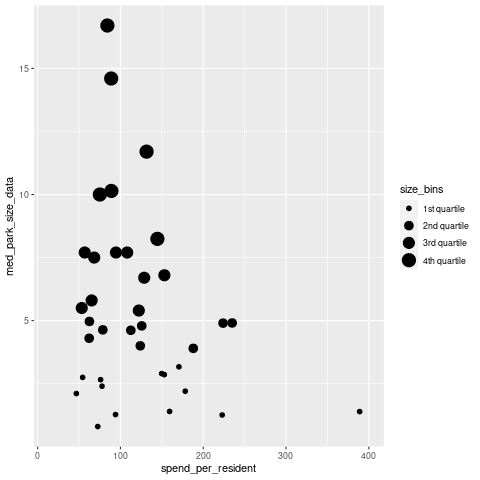 15
10
5
med_park_size_data
0
100
200
300
400
spend_per_resident
size_bins
1st quartile
2nd quartile
3rd quartile
4th quartile